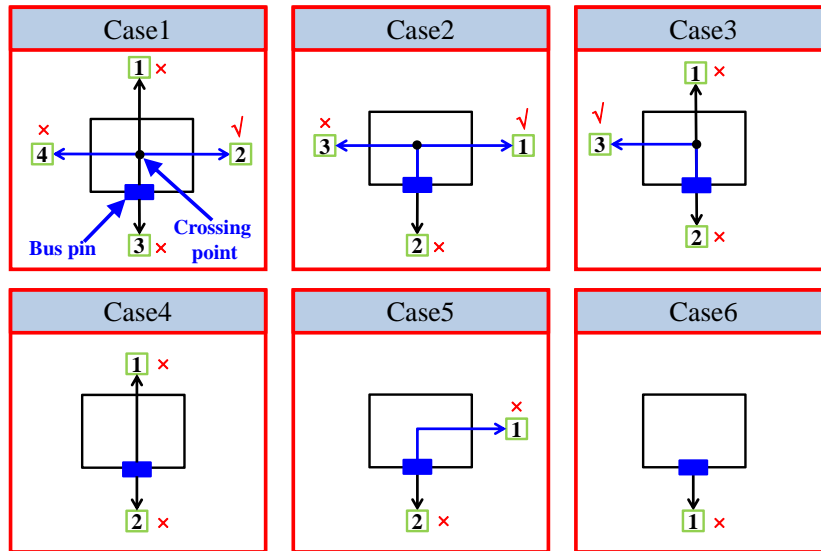 Case1
1 ×
× √
4 2
Bus pin
Crossing
point
3 ×
Case2
× √
3 1
2 ×
Case3
1 ×
√
3
2 ×
Case4
1 ×
2 ×
Case5
×
1
2 ×
Case6
1 ×